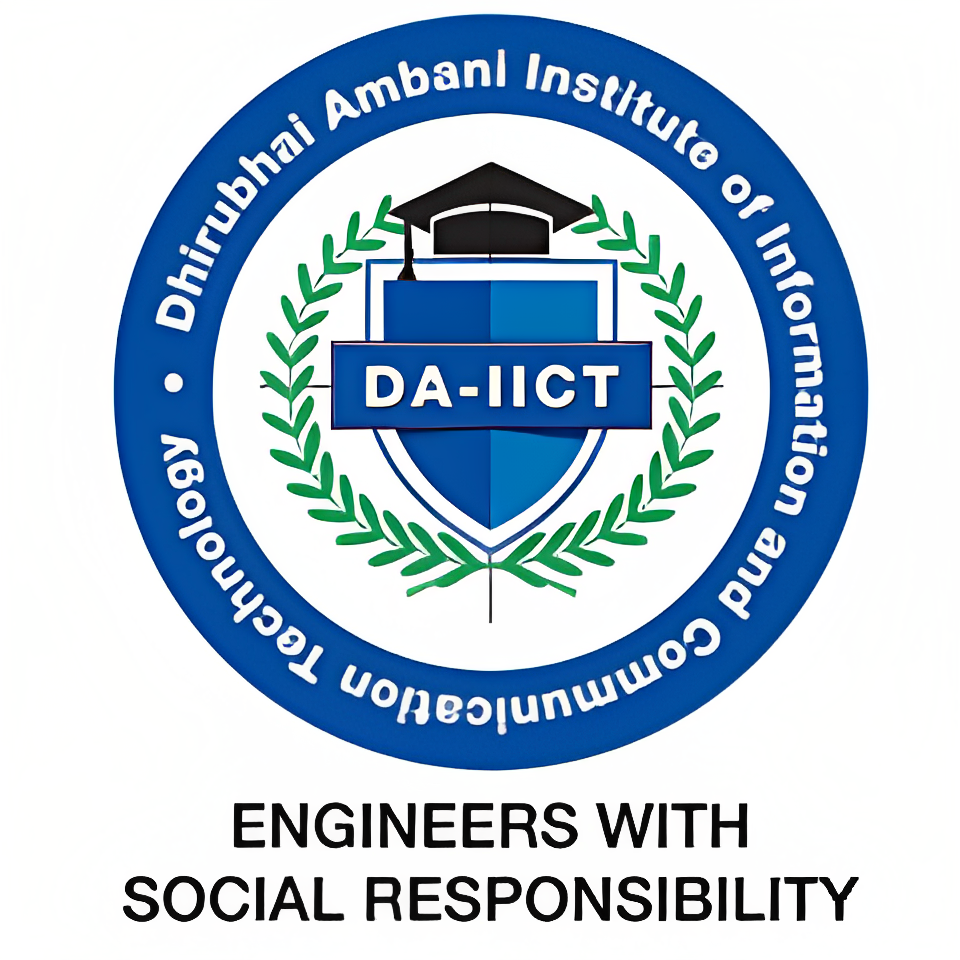 Dhirubhai Ambani Institute of Information and Communication Technology
DA-IICT
ENGINEERS WITH
SOCIAL RESPONSIBILITY